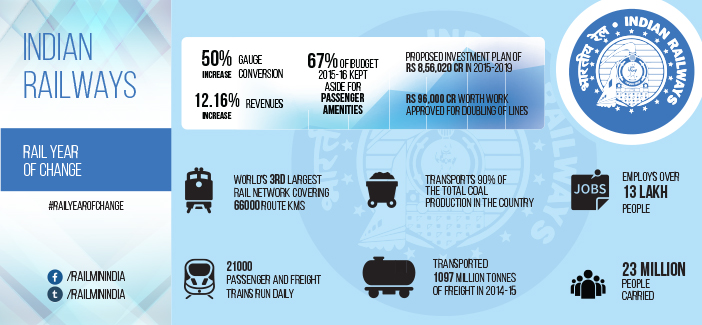 INDIAN
RAILWAYS
RAIL YEAR
OF CHANGE
#RAILYEAROFCHANGE
/RAILMININDIA
/RAILMININDIA
50% GAUGE
INCREASE CONVERSION
12.16% REVENUES
INCREASE
67% OF BUDGET
2015-16 KEPT
ASIDE FOR
PASSENGER
AMENITIES
PROPOSED INVESTMENT PLAN OF
RS 8,56,020 CR IN 2015-2019
RS 96,000 CR WORTH WORK
APPROVED FOR DOUBLING OF LINES
भारतीय रेल • INDIAN RAILWAYS
WORLD'S 3RD LARGEST
RAIL NETWORK COVERING
66000 ROUTE KMS
TRANSPORTS 90% OF
THE TOTAL COAL
PRODUCTION IN THE COUNTRY
JOBS
EMPLOYS OVER
13 LAKH
PEOPLE
21000
PASSENGER AND FREIGHT
TRAINS RUN DAILY
TRANSPORTED
1097 MILLION TONNES
OF FREIGHT IN 2014-15
23 MILLION
PEOPLE
CARRIED
RAILWAYS